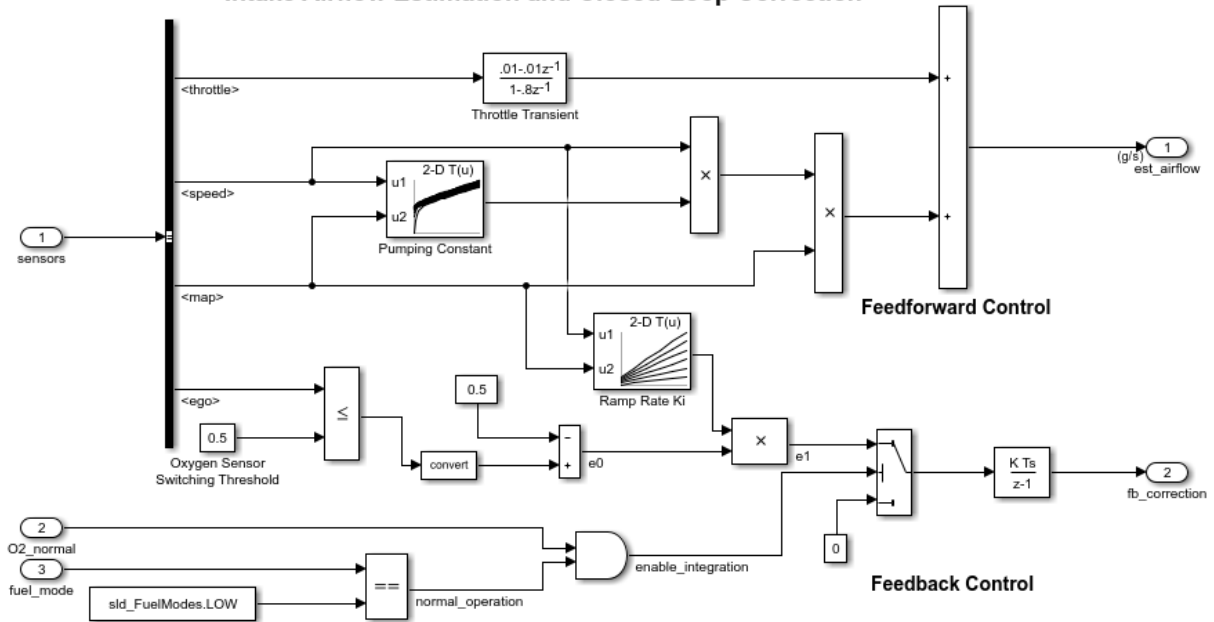 Intake Airflow Estimation and Closed-Loop Correction
<throttle>
.01-.01z-1
1-.8z-1
Throttle Transient
+
1
(g/s)
est_airflow
<speed>
2-D T(u)
u1
u2
Pumping Constant
×
×
+
1
sensors
<map>
Feedforward Control
2-D T(u)
u1
u2
Ramp Rate Ki
<ego>
≤
0.5
0.5
Oxygen Sensor
Switching Threshold
convert
−
+
e0
×
e1
K Ts
z-1
2
fb_correction
0
2
O2_normal
3
fuel_mode
sld_FuelModes.LOW
==
normal_operation
enable_integration
Feedback Control